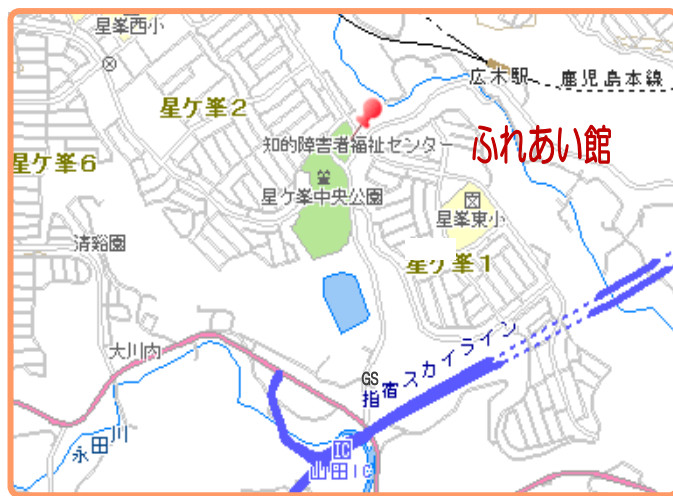 星峯西小
広木駅
鹿児島本線
星ケ峯2
知的障害者福祉センター
ふれあい館
星ケ峯6
星ケ峯中央公園
星峯東小
清谿園
星ケ峯1
大川内
指宿スカイライン
GS
永田川
IC
山田IC